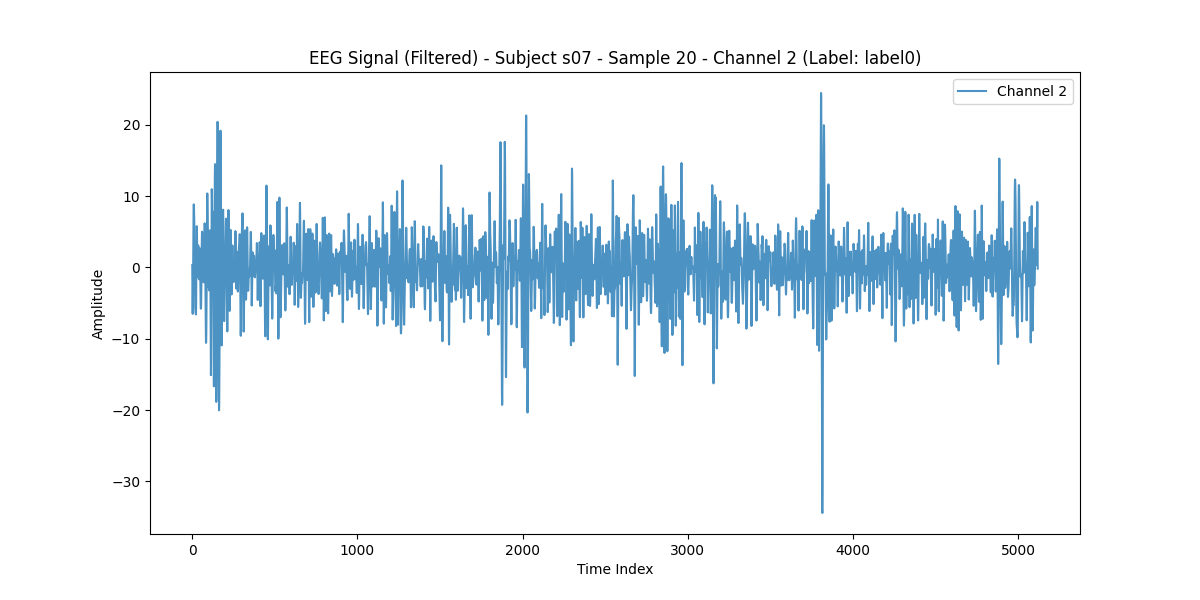 EEG Signal (Filtered) - Subject s07 - Sample 20 - Channel 2 (Label: label0)
Channel 2
20
10
0
−10
−20
−30
Amplitude
0 1000 2000 3000 4000 5000
Time Index